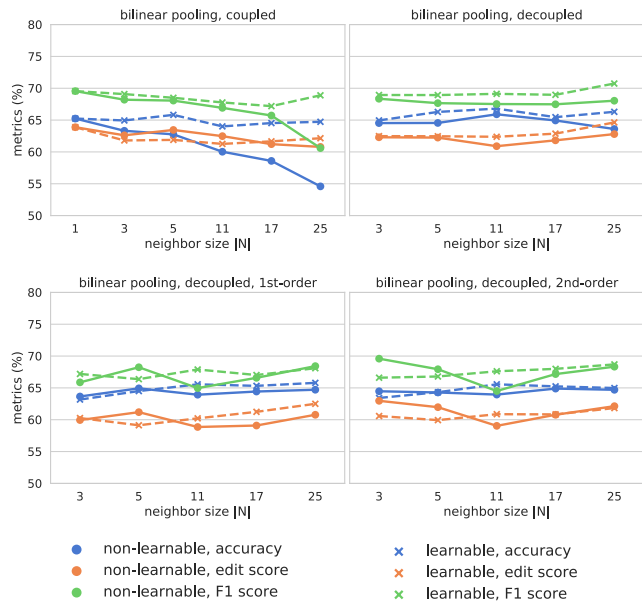 bilinear pooling, coupled
bilinear pooling, decoupled
80
75
70
65
60
55
50
metrics (%)
1 3 5 11 17 25
neighbor size |N|
3 5 11 17 25
neighbor size |N|
bilinear pooling, decoupled, 1st-order
bilinear pooling, decoupled, 2nd-order
80
75
70
65
60
55
50
metrics (%)
3 5 11 17 25
neighbor size |N|
3 5 11 17 25
neighbor size |N|
non-learnable, accuracy
non-learnable, edit score
non-learnable, F1 score
learnable, accuracy
learnable, edit score
learnable, F1 score